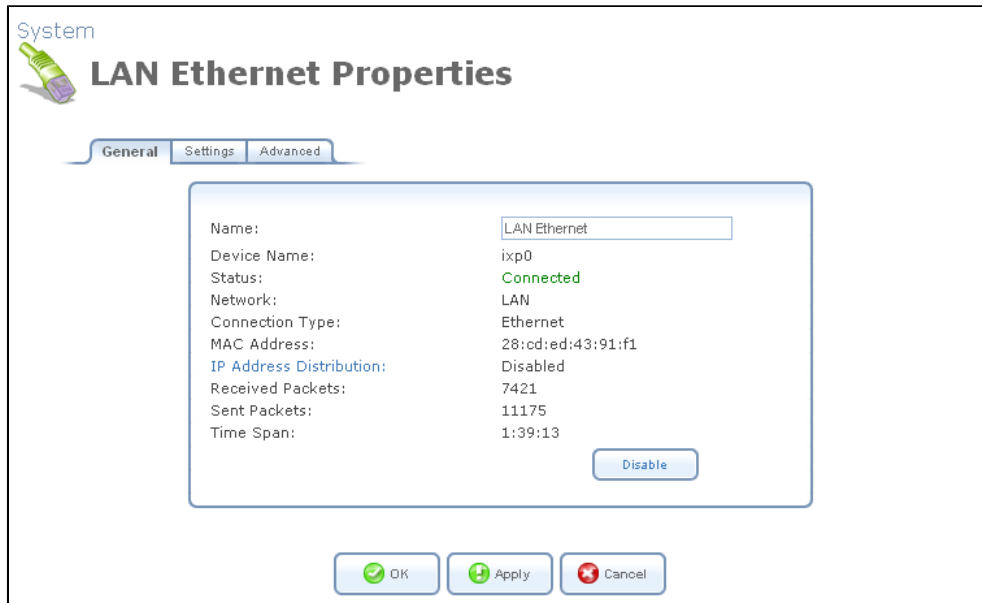 System
LAN Ethernet Properties
General Settings Advanced
Name: LAN Ethernet
Device Name: ixp0
Status: Connected
Network: LAN
Connection Type: Ethernet
MAC Address: 28:cd:ed:43:91:f1
IP Address Distribution: Disabled
Received Packets: 7421
Sent Packets: 11175
Time Span: 1:39:13
Disable
OK Apply Cancel